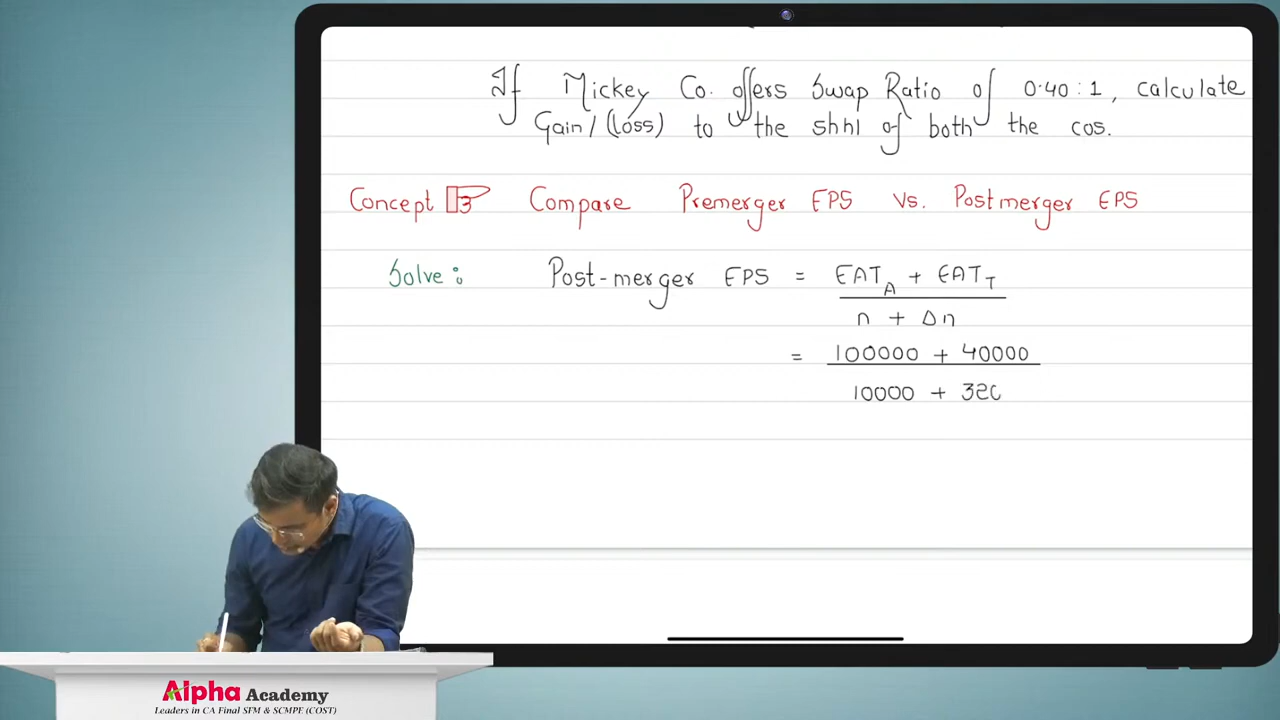 If Mickey Co. offers Swap Ratio of 0.40 : 1, calculate
Gain / (loss) to the shhl of both the cos.
Concept ☞ Compare Premerger EPS vs. Postmerger EPS
Solve : Post-merger EPS = EAT_A + EAT_T
n + Δn
= 100000 + 40000
10000 + 320
Alpha Academy
Leaders in CA Final SFM & SCMPE (COST)